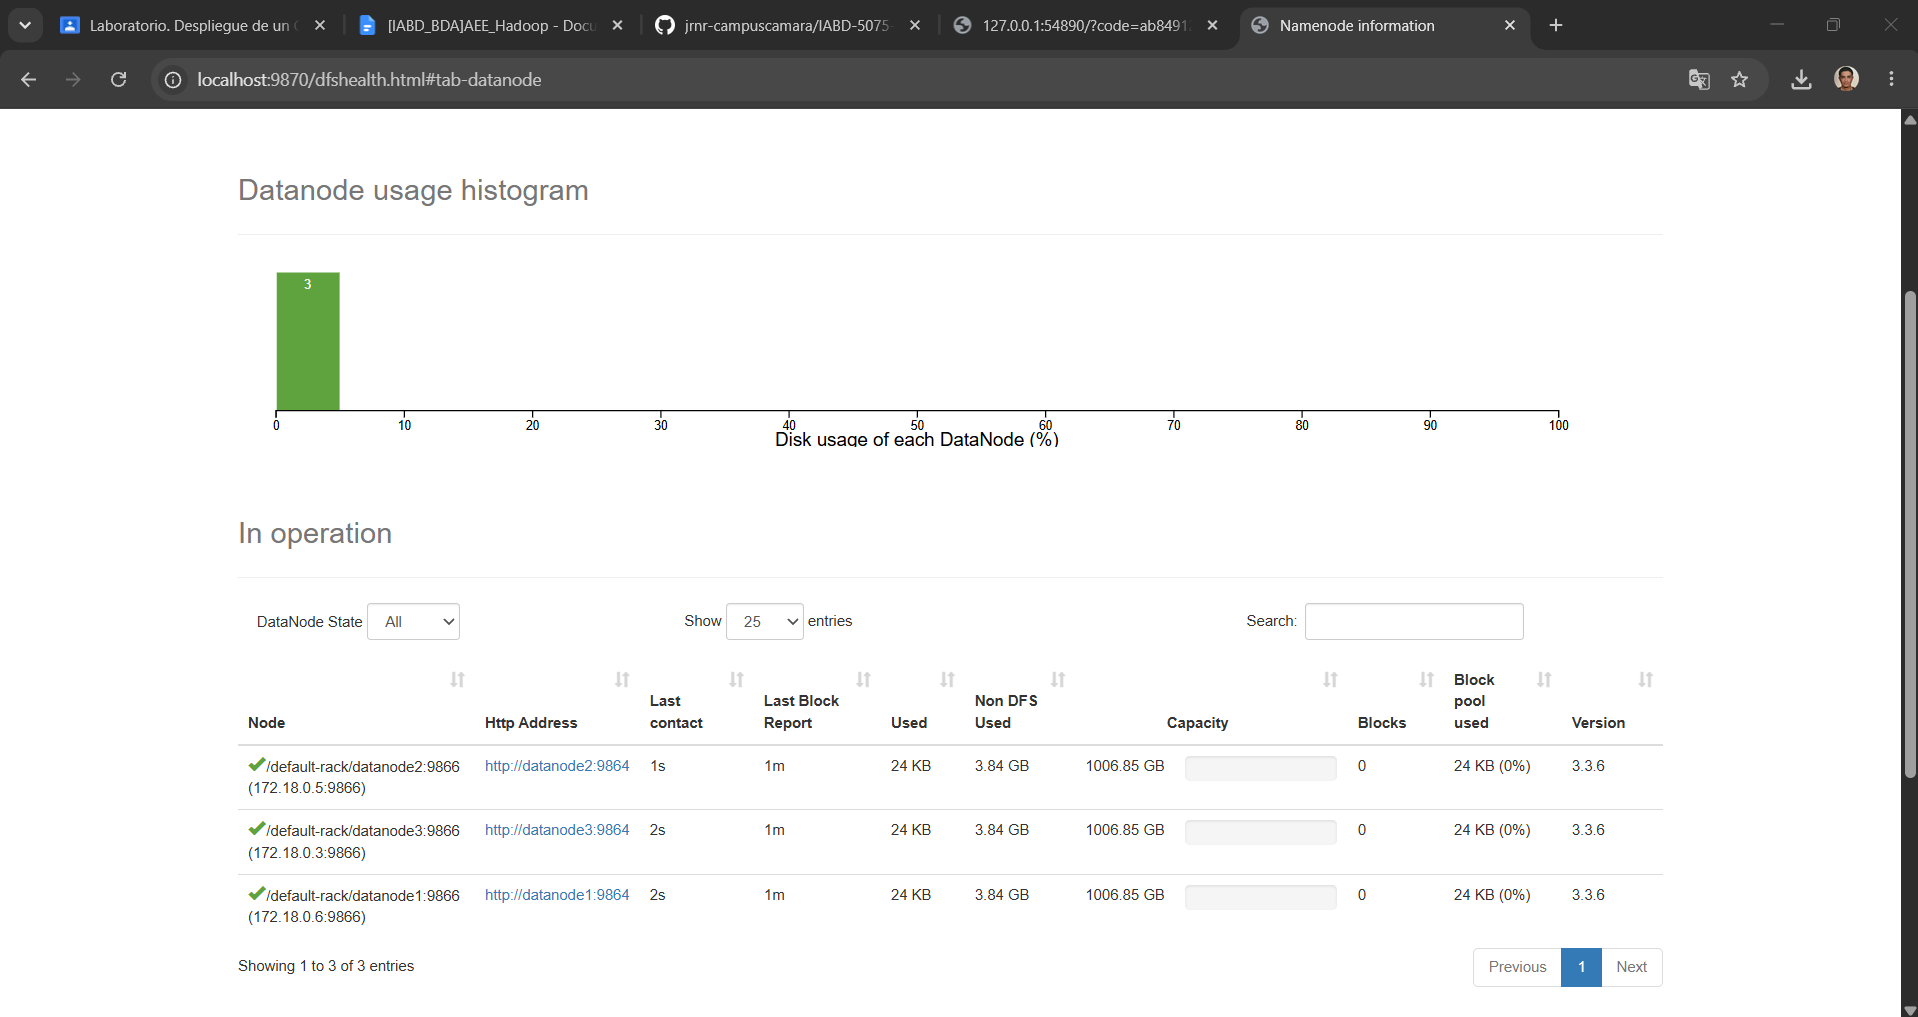 Laboratorio. Despliegue de un
[IABD_BDA]AEE_Hadoop - Docu
jrnr-campuscamara/IABD-5075-
127.0.0.1:54890/?code=ab8491
Namenode information
localhost:9870/dfshealth.html#tab-datanode
Datanode usage histogram
3
0 10 20 30 40 50 60 70 80 90 100
Disk usage of each DataNode (%)
In operation
DataNode State All Show 25 entries Search:
Node Http Address Last contact Last Block Report Used Non DFS Used Capacity Blocks Block pool used Version
/default-rack/datanode2:9866 http://datanode2:9864 1s 1m 24 KB 3.84 GB 1006.85 GB 0 24 KB (0%) 3.3.6
(172.18.0.5:9866)
/default-rack/datanode3:9866 http://datanode3:9864 2s 1m 24 KB 3.84 GB 1006.85 GB 0 24 KB (0%) 3.3.6
(172.18.0.3:9866)
/default-rack/datanode1:9866 http://datanode1:9864 2s 1m 24 KB 3.84 GB 1006.85 GB 0 24 KB (0%) 3.3.6
(172.18.0.6:9866)
Showing 1 to 3 of 3 entries
Previous 1 Next